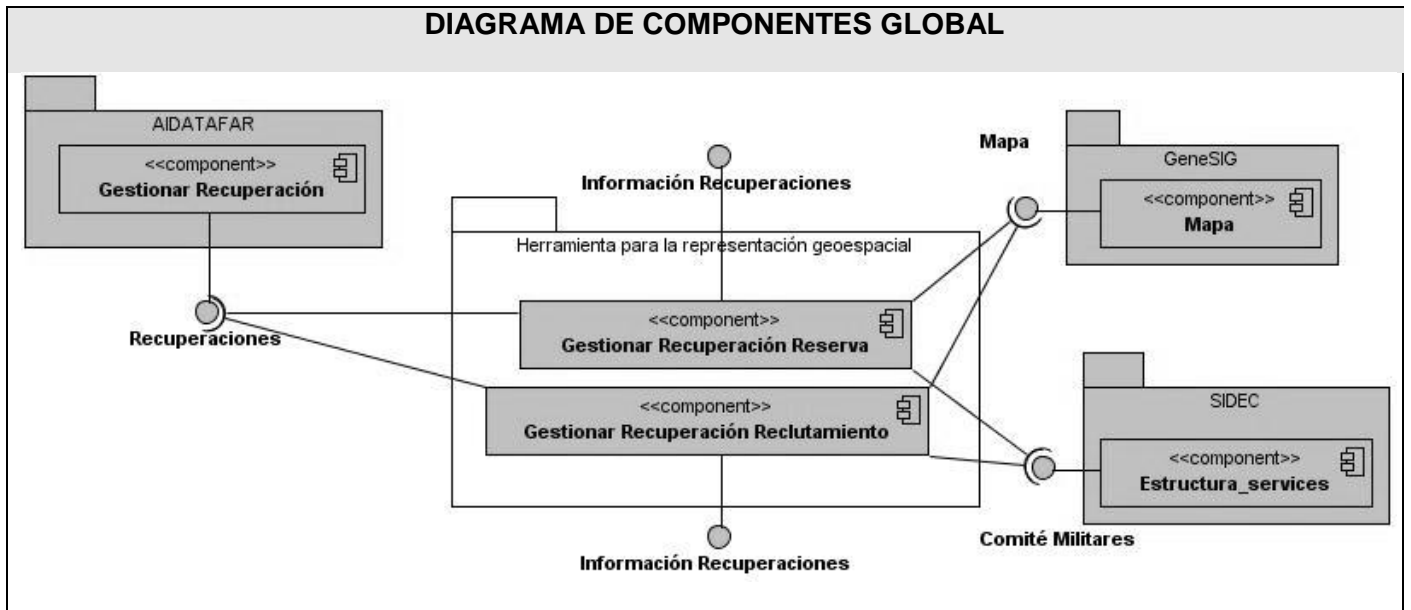 DIAGRAMA DE COMPONENTES GLOBAL
AIDATAFAR
<<component>>
Gestionar Recuperación
Recuperaciones
Información Recuperaciones
Herramienta para la representación geoespacial
<<component>>
Gestionar Recuperación Reserva
<<component>>
Gestionar Recuperación Reclutamiento
Información Recuperaciones
Mapa
GeneSIG
<<component>>
Mapa
SIDEC
<<component>>
Estructura_services
Comité Militares